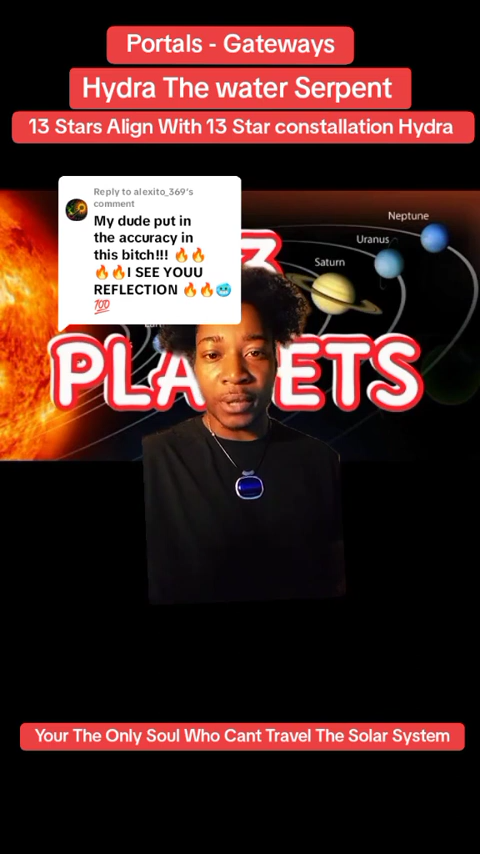 Portals - Gateways
Hydra The water Serpent
13 Stars Align With 13 Star constallation Hydra
Reply to alexito_369's
comment
My dude put in
the accuracy in
this bitch!!! 🔥🔥
🔥🔥I SEE YOUU
REFLECTION 🔥🔥🥶
💯
Neptune
Uranus
Saturn
Your The Only Soul Who Cant Travel The Solar System